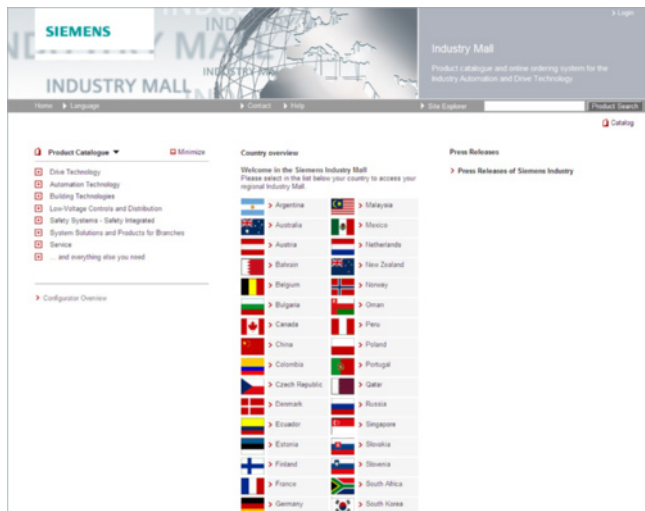 > Login
SIEMENS
INDUSTRY MALL
Industry Mall
Product catalogue and online ordering system for the
Industry Automation and Drive Technology
Home > Language > Contact > Help > Site Explorer Product Search
Catalog
Product Catalogue ▼ Minimize
Drive Technology
Automation Technology
Building Technologies
Low-Voltage Controls and Distribution
Safety Systems - Safety Integrated
System Solutions and Products for Branches
Service
... and everything else you need
> Configurator Overview
Country overview
Welcome in the Siemens Industry Mall
Please select in the list below your country to access your
regional Industry Mall.
> Argentina > Malaysia
> Australia > Mexico
> Austria > Netherlands
> Bahrain > New Zealand
> Belgium > Norway
> Bulgaria > Oman
> Canada > Peru
> China > Poland
> Colombia > Portugal
> Czech Republic > Qatar
> Denmark > Russia
> Ecuador > Singapore
> Estonia > Slovakia
> Finland > Slovenia
> France > South Africa
> Germany > South Korea
Press Releases
> Press Releases of Siemens Industry